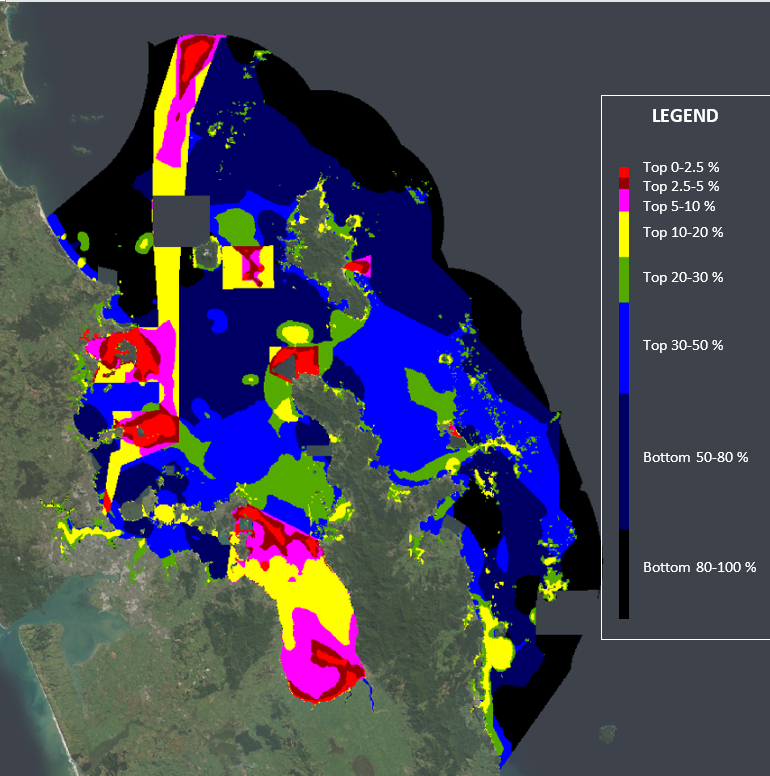 LEGEND
Top 0-2.5 %
Top 2.5-5 %
Top 5-10 %
Top 10-20 %
Top 20-30 %
Top 30-50 %
Bottom 50-80 %
Bottom 80-100 %